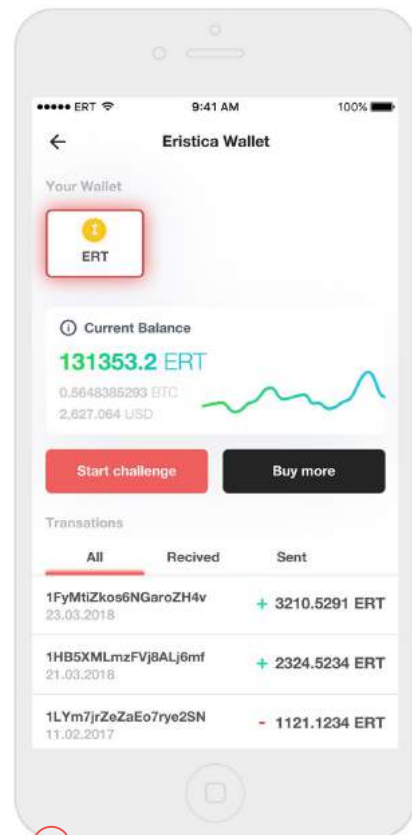 ●●●●● ERT 9:41 AM 100%
← Eristica Wallet
Your Wallet
ERT
Current Balance
131353.2 ERT
0.5648385293 BTC
2,627.064 USD
Start challenge Buy more
Transations
All Recived Sent
1FyMtiZkos6NGaroZH4v + 3210.5291 ERT
23.03.2018
1HB5XMLmzFVj8ALj6mf + 2324.5234 ERT
21.03.2018
1LYm7jrZeZaEo7rye2SN - 1121.1234 ERT
11.02.2017